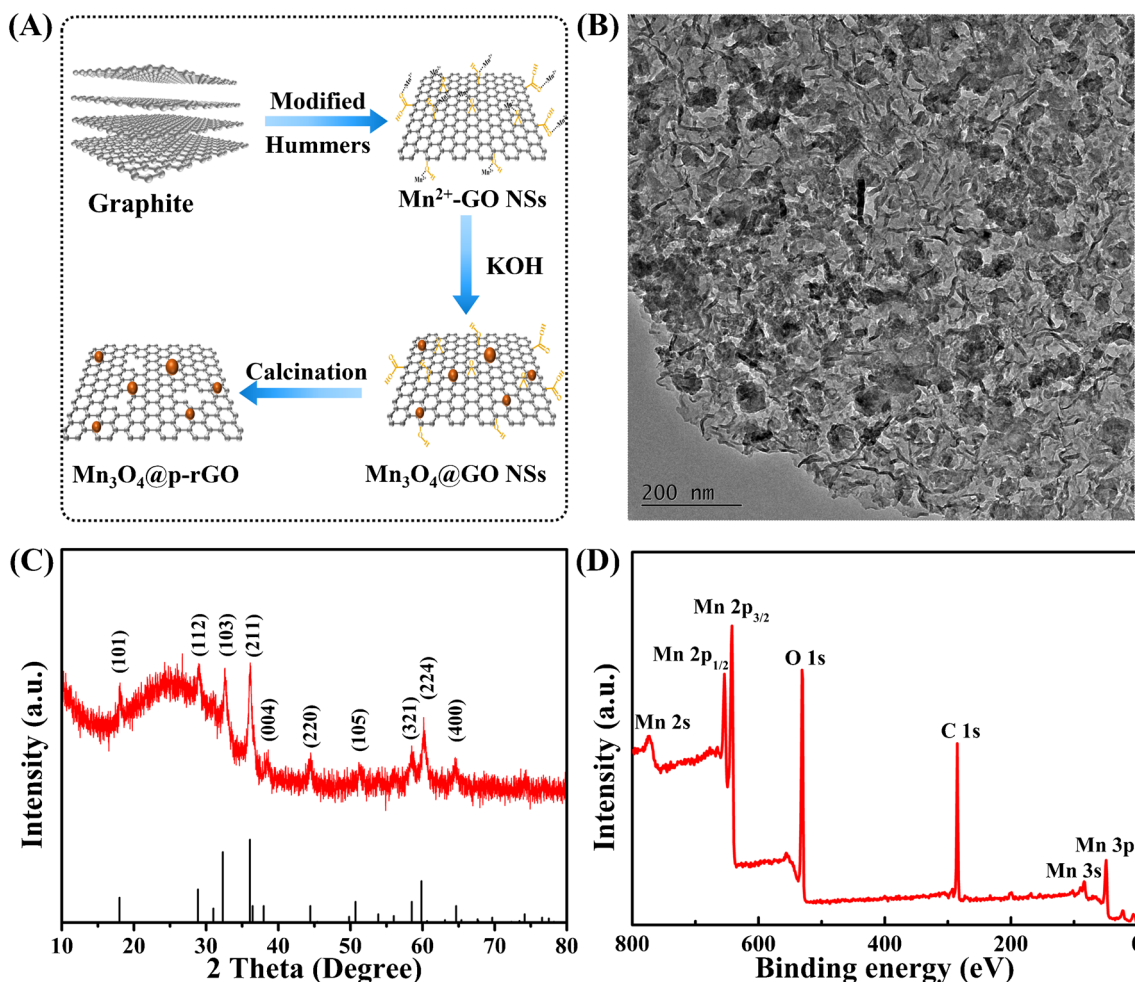 (A)
Modified
Hummers
Graphite
Mn²⁺-GO NSs
KOH
Calcination
Mn₃O₄@p-rGO
Mn₃O₄@GO NSs
(B)
200 nm
(C)
Intensity (a.u.)
(101)
(112)
(103)
(211)
(004)
(220)
(105)
(321)
(224)
(400)
10 20 30 40 50 60 70 80
2 Theta (Degree)
(D)
Intensity (a.u.)
Mn 2s
Mn 2p₁/₂
Mn 2p₃/₂
O 1s
C 1s
Mn 3s
Mn 3p
800 600 400 200 0
Binding energy (eV)